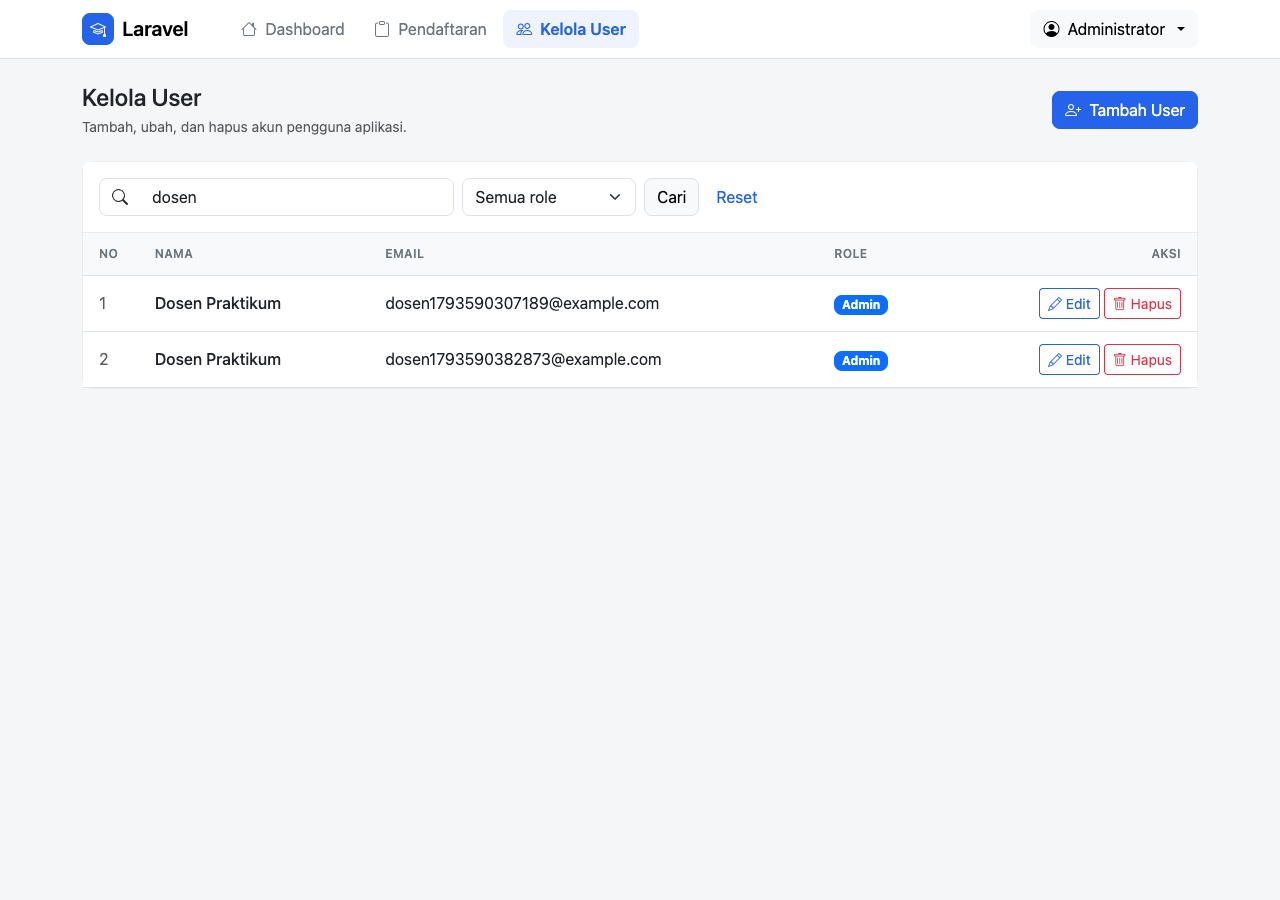 Laravel Dashboard Pendaftaran Kelola User Administrator
Kelola User
Tambah, ubah, dan hapus akun pengguna aplikasi.
Tambah User
dosen Semua role Cari Reset
NO NAMA EMAIL ROLE AKSI
1 Dosen Praktikum dosen1793590307189@example.com Admin Edit Hapus
2 Dosen Praktikum dosen1793590382873@example.com Admin Edit Hapus